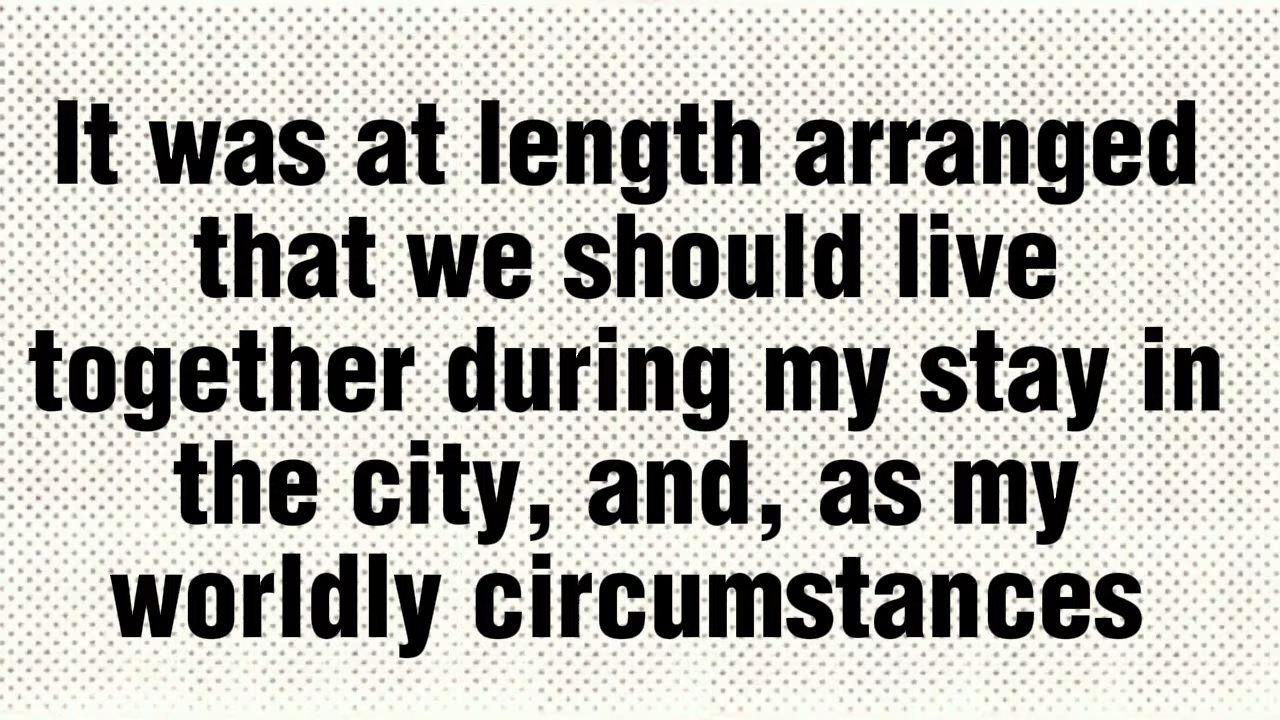 It was at length arranged
that we should live
together during my stay in
the city, and, as my
worldly circumstances